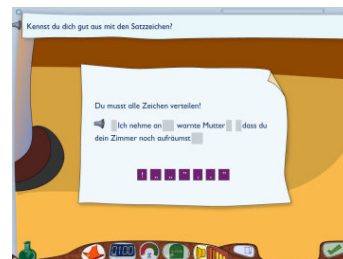 Kennst du dich gut aus mit den Satzzeichen?
Du musst alle Zeichen verteilen!
Ich nehme an warnte Mutter dass du
dein Zimmer noch aufräumst
0100